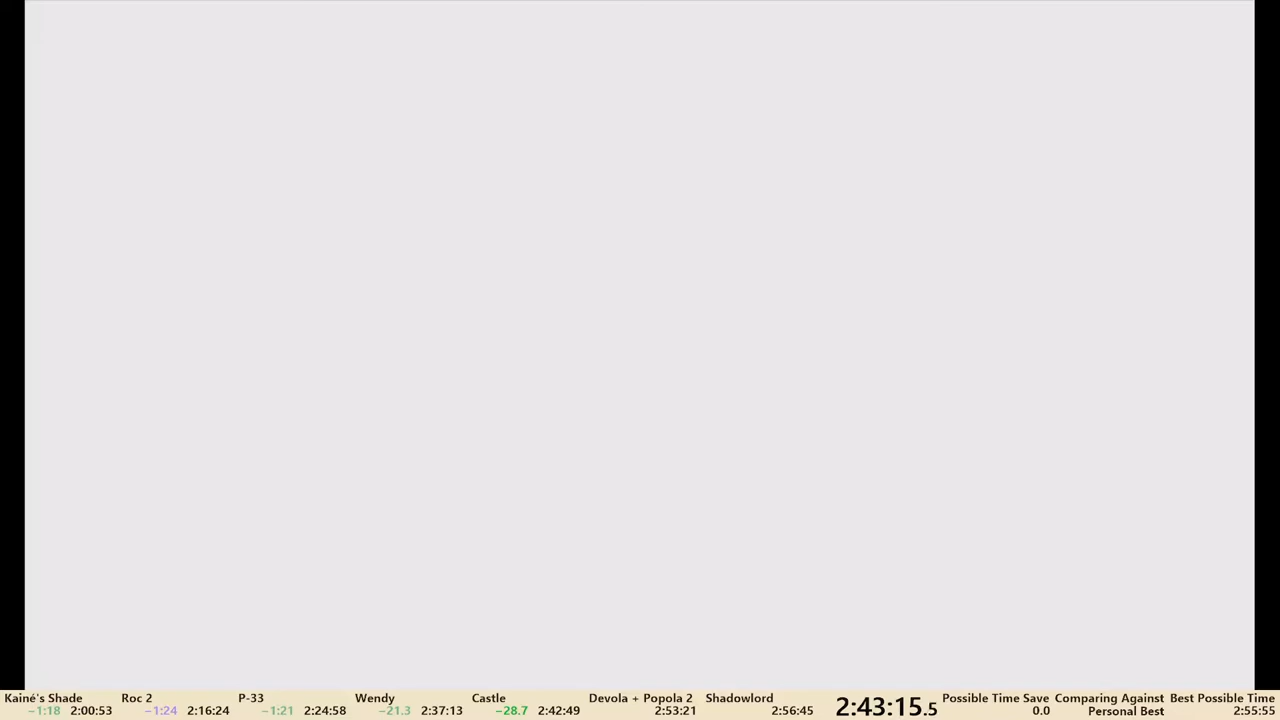 Kainé's Shade Roc 2 P-33 Wendy Castle Devola + Popola 2 Shadowlord 2:43:15.5 Possible Time Save Comparing Against Best Possible Time
−1:18 2:00:53 −1:24 2:16:24 −1:21 2:24:58 −21.3 2:37:13 −28.7 2:42:49 2:53:21 2:56:45 0.0 Personal Best 2:55:55